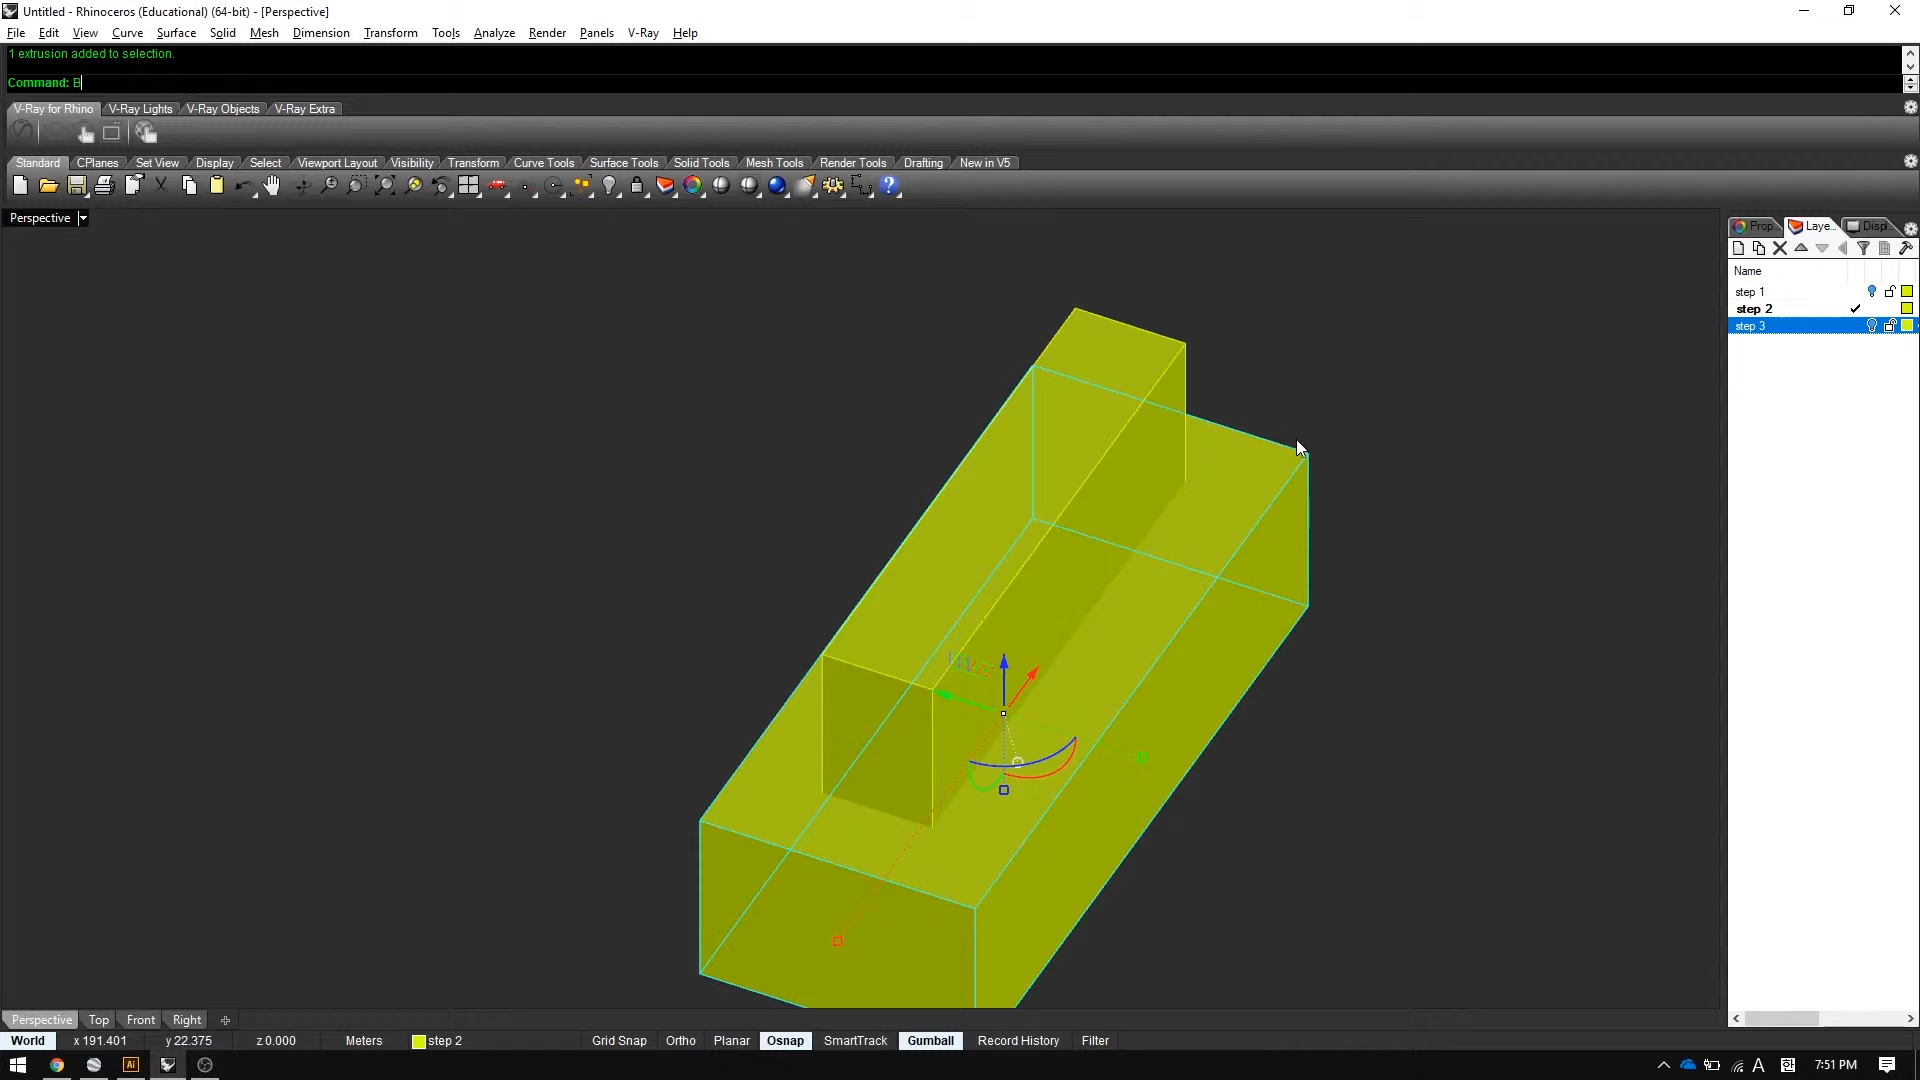 Untitled - Rhinoceros (Educational) (64-bit) - [Perspective]
File Edit View Curve Surface Solid Mesh Dimension Transform Tools Analyze Render Panels V-Ray Help
1 extrusion added to selection.
Command: B
V-Ray for Rhino V-Ray Lights V-Ray Objects V-Ray Extra
Standard CPlanes Set View Display Select Viewport Layout Visibility Transform Curve Tools Surface Tools Solid Tools Mesh Tools Render Tools Drafting New in V5
Perspective
Prop... Laye... Displ
Name
step 1
step 2
step 3
Perspective Top Front Right
World x 191.401 y 22.375 z 0.000 Meters step 2 Grid Snap Ortho Planar Osnap SmartTrack Gumball Record History Filter
Ai A 7:51 PM